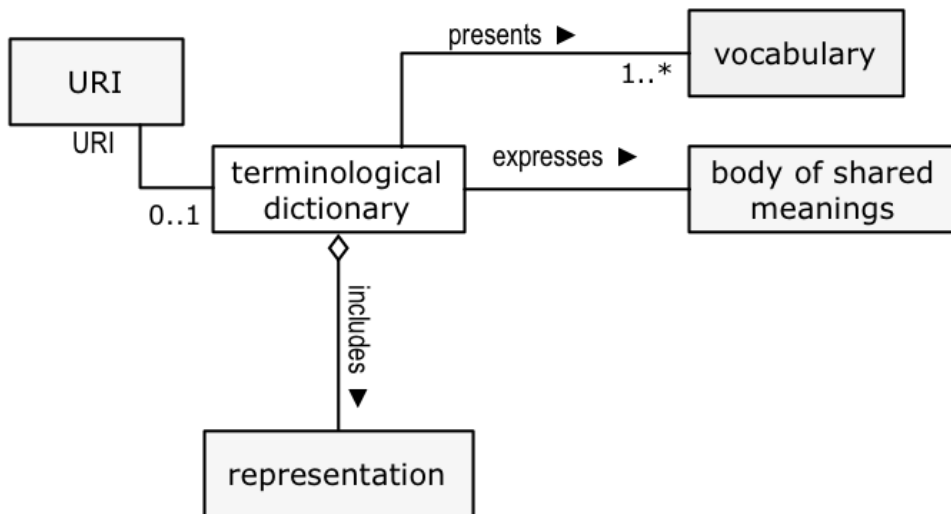 presents ►
vocabulary
1..*
URI
URI
terminological
dictionary
expresses ►
body of shared
meanings
0..1
includes ►
representation